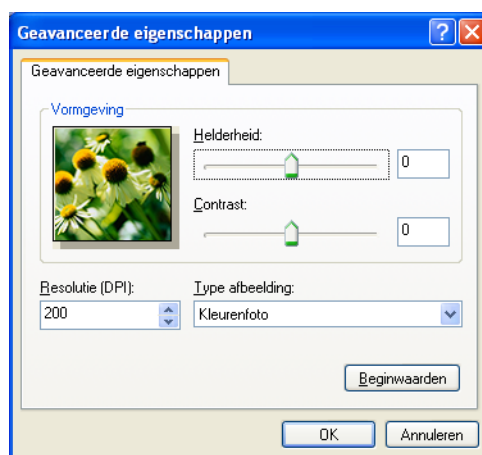 Geavanceerde eigenschappen
Geavanceerde eigenschappen
Vormgeving
Helderheid:
0
Contrast:
0
Resolutie (DPI):
Type afbeelding:
200
Kleurenfoto
Beginwaarden
OK
Annuleren